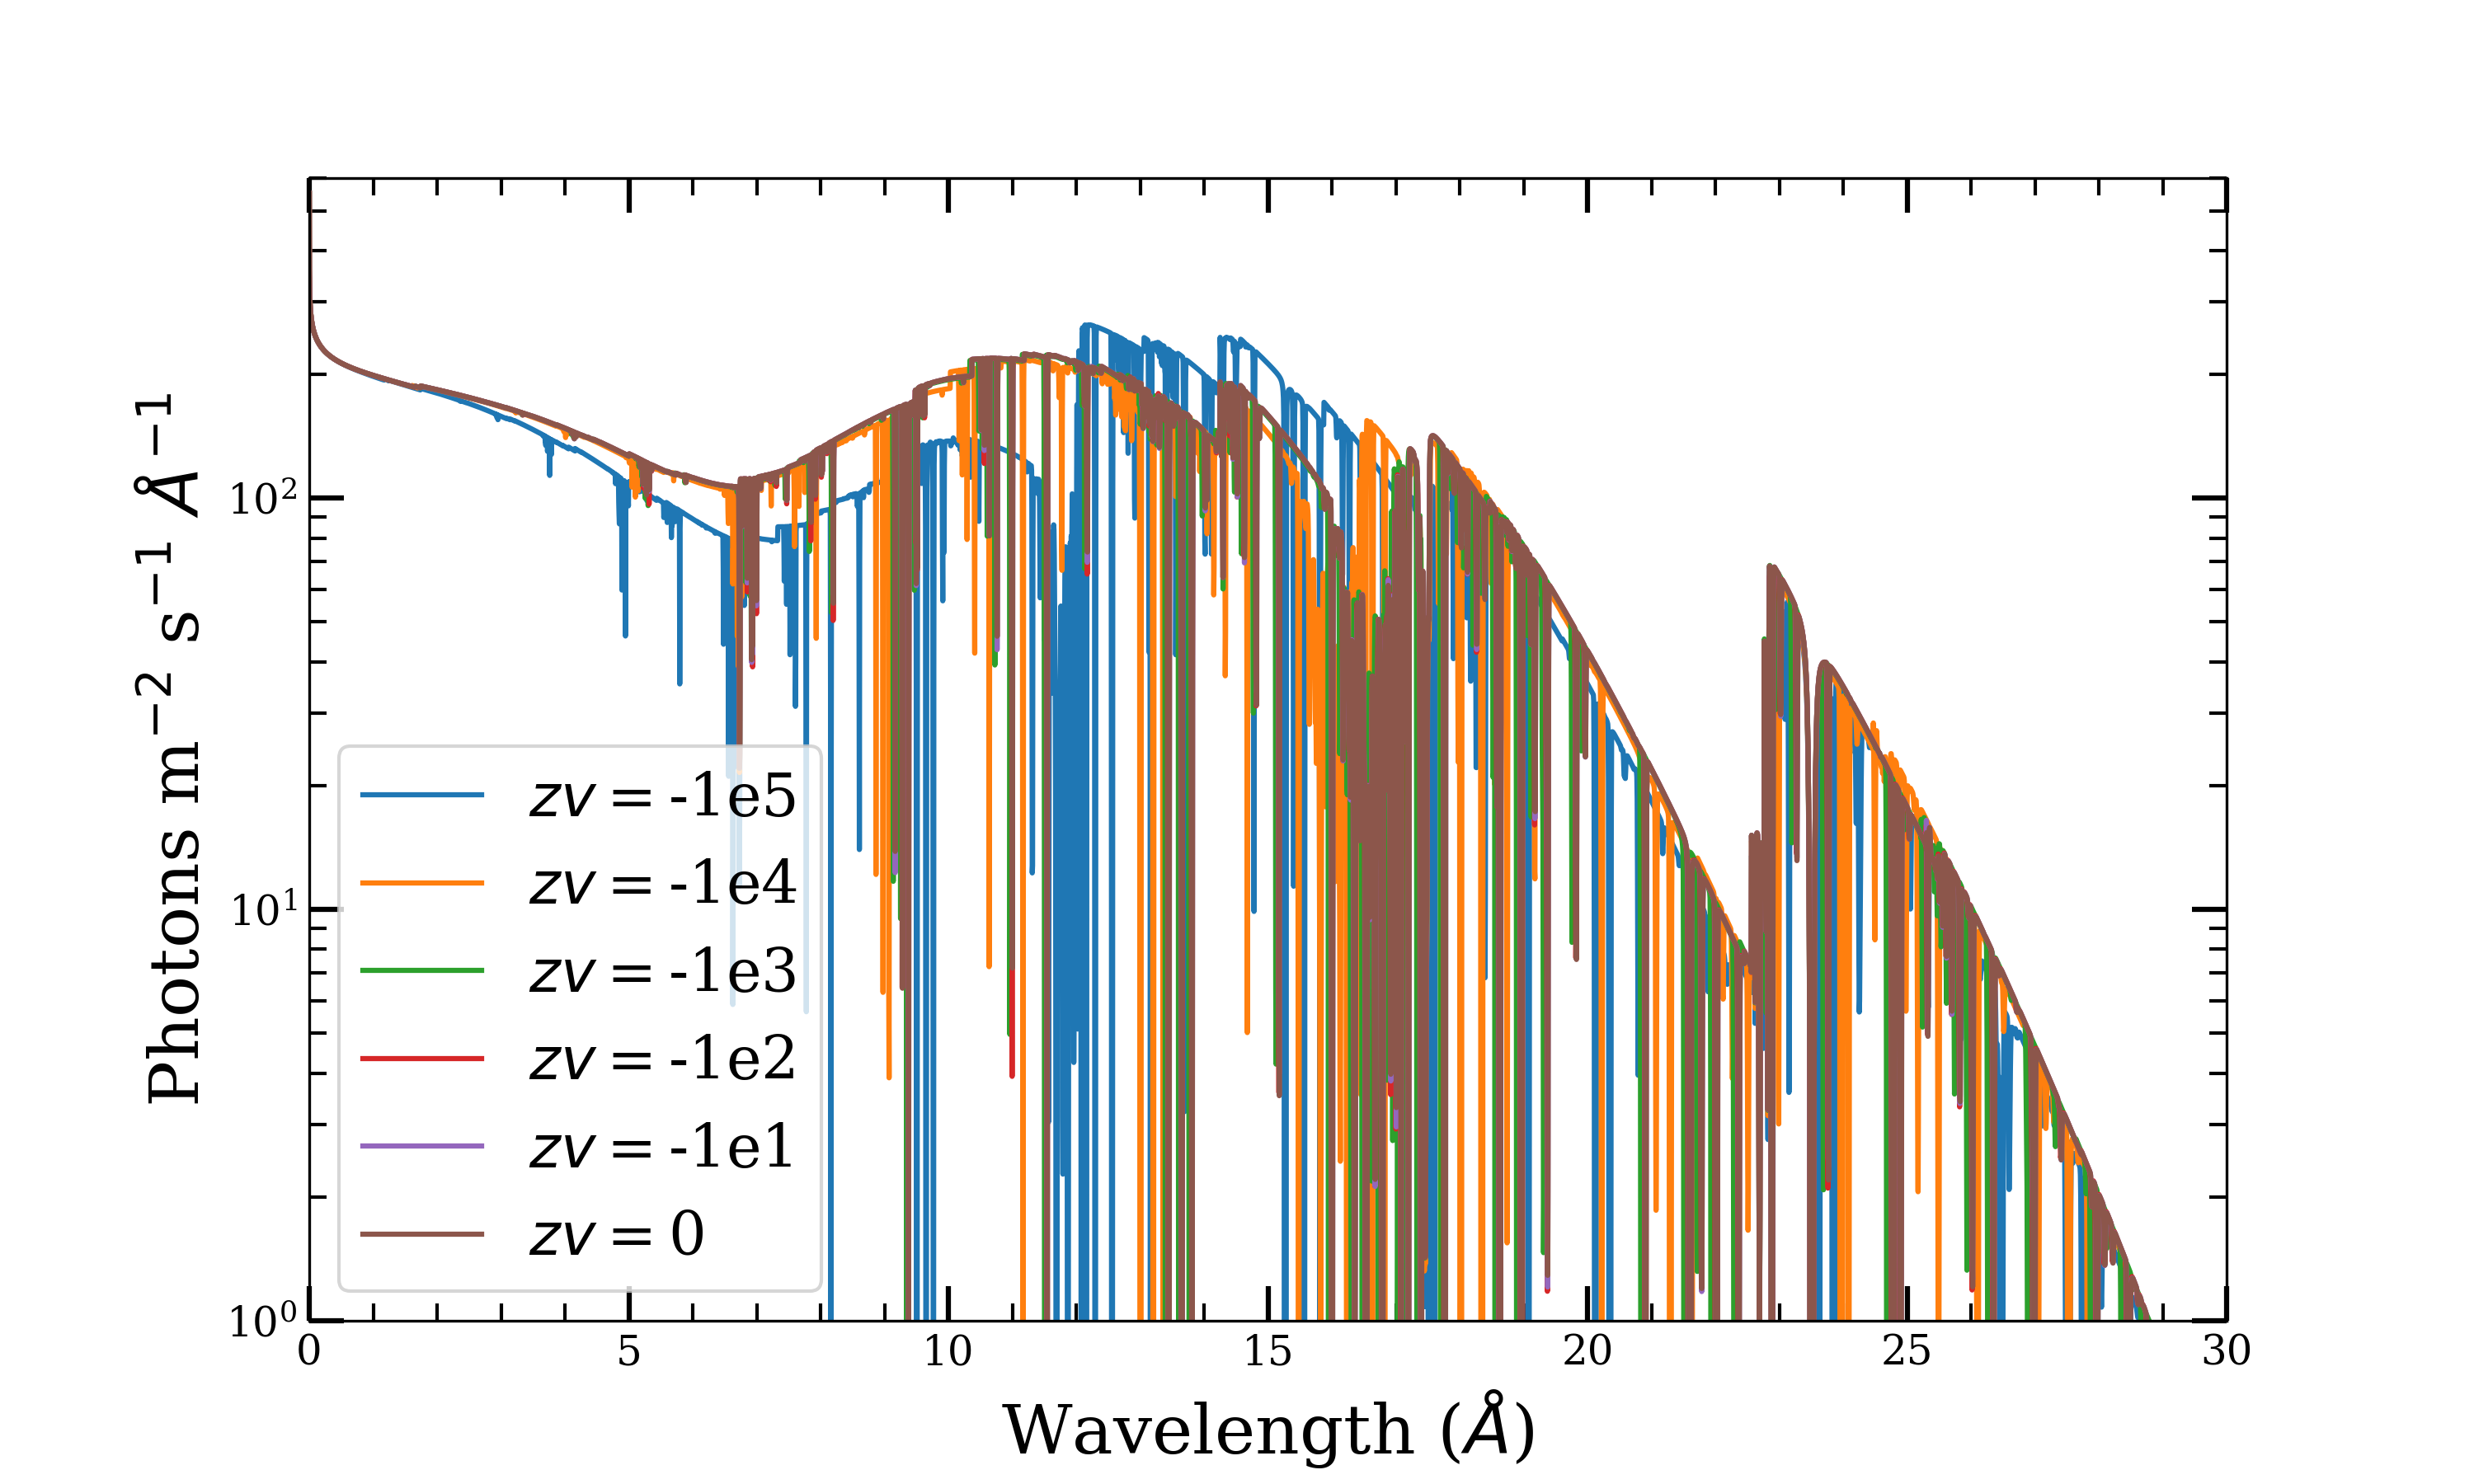 Photons m⁻² s⁻¹ Å⁻¹
10²
10¹
10⁰
zv = -1e5
zv = -1e4
zv = -1e3
zv = -1e2
zv = -1e1
zv = 0
0 5 10 15 20 25 30
Wavelength (Å)